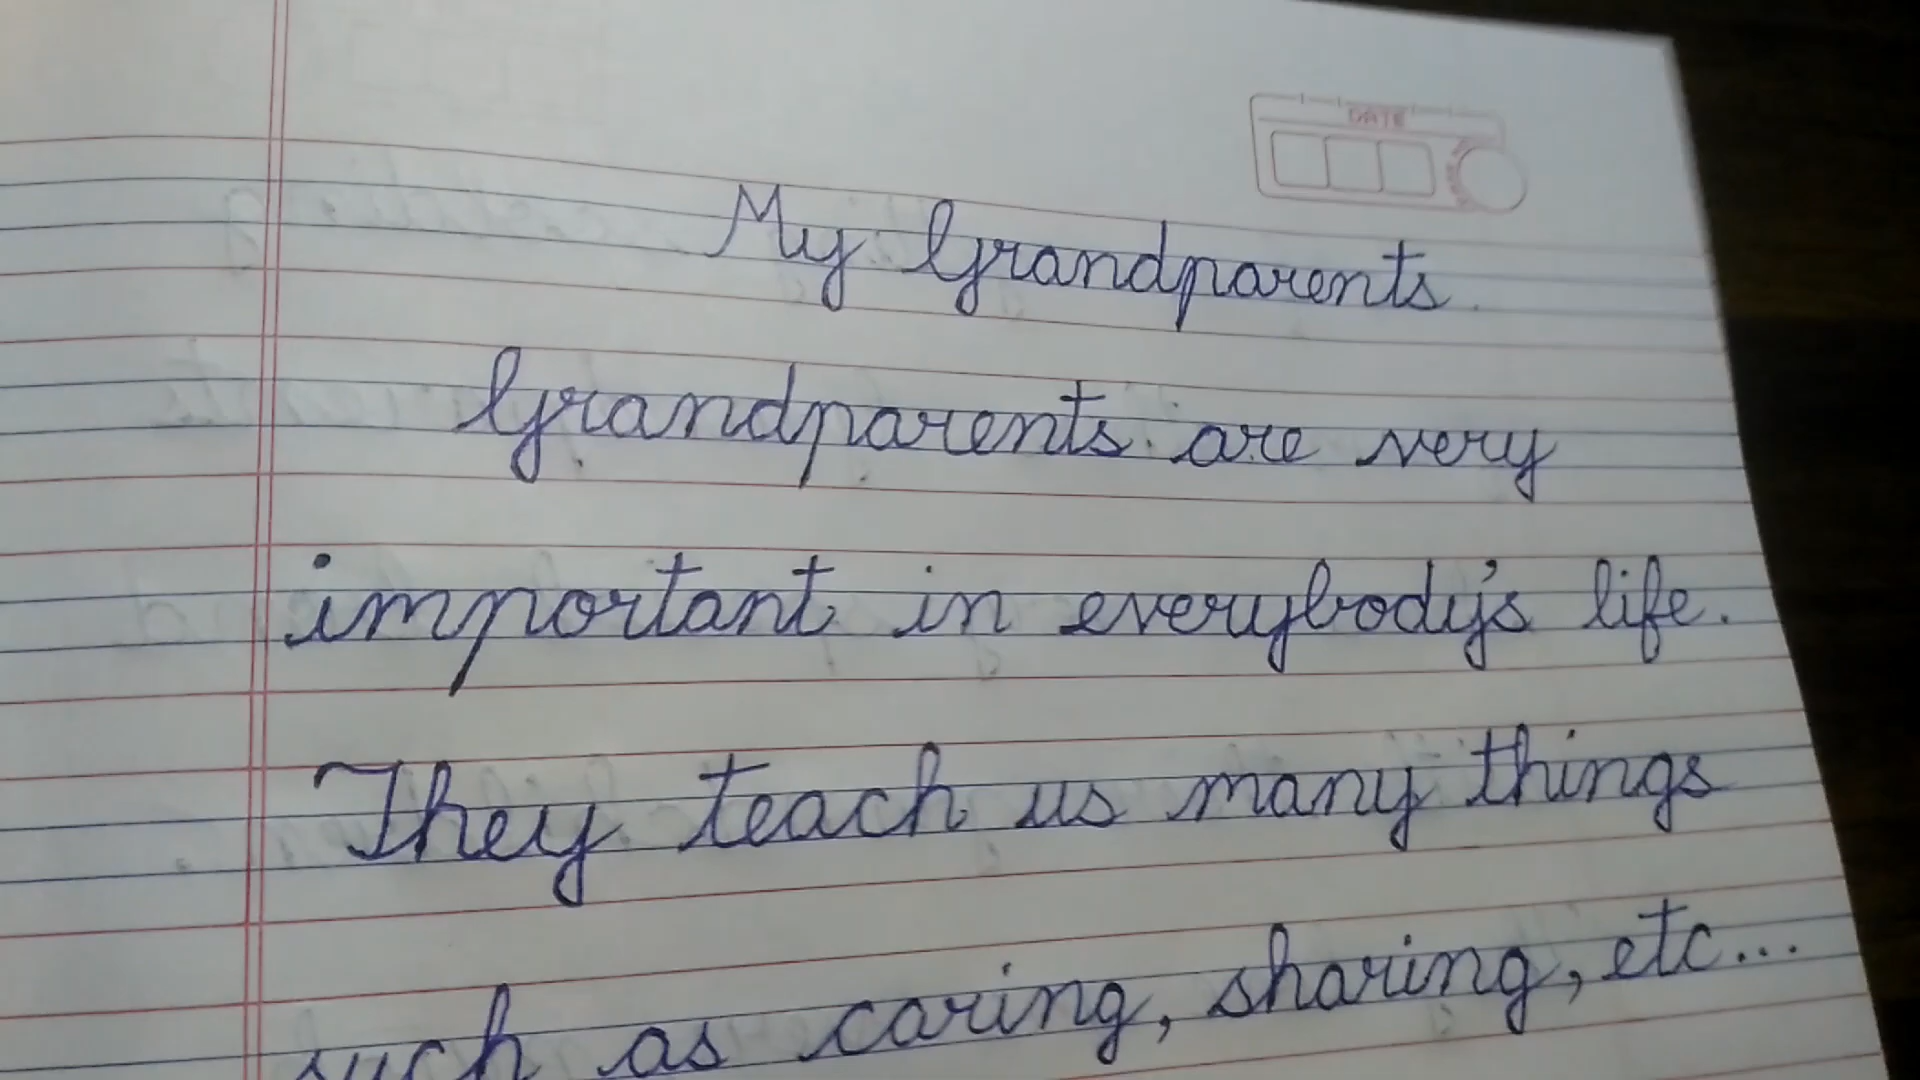 DATE
My Grandparents
Grandparents are very
important in everybody's life.
They teach us many things
such as caring, sharing, etc...